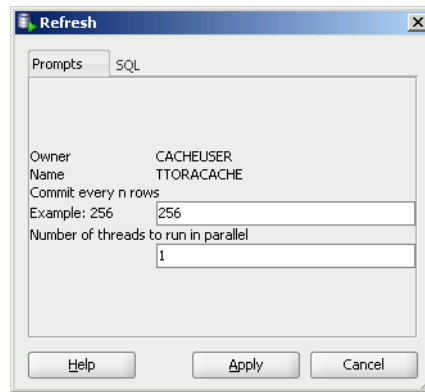 Refresh
Prompts SQL
Owner CACHEUSER
Name TTORACACHE
Commit every n rows
Example: 256 256
Number of threads to run in parallel
1
Help Apply Cancel